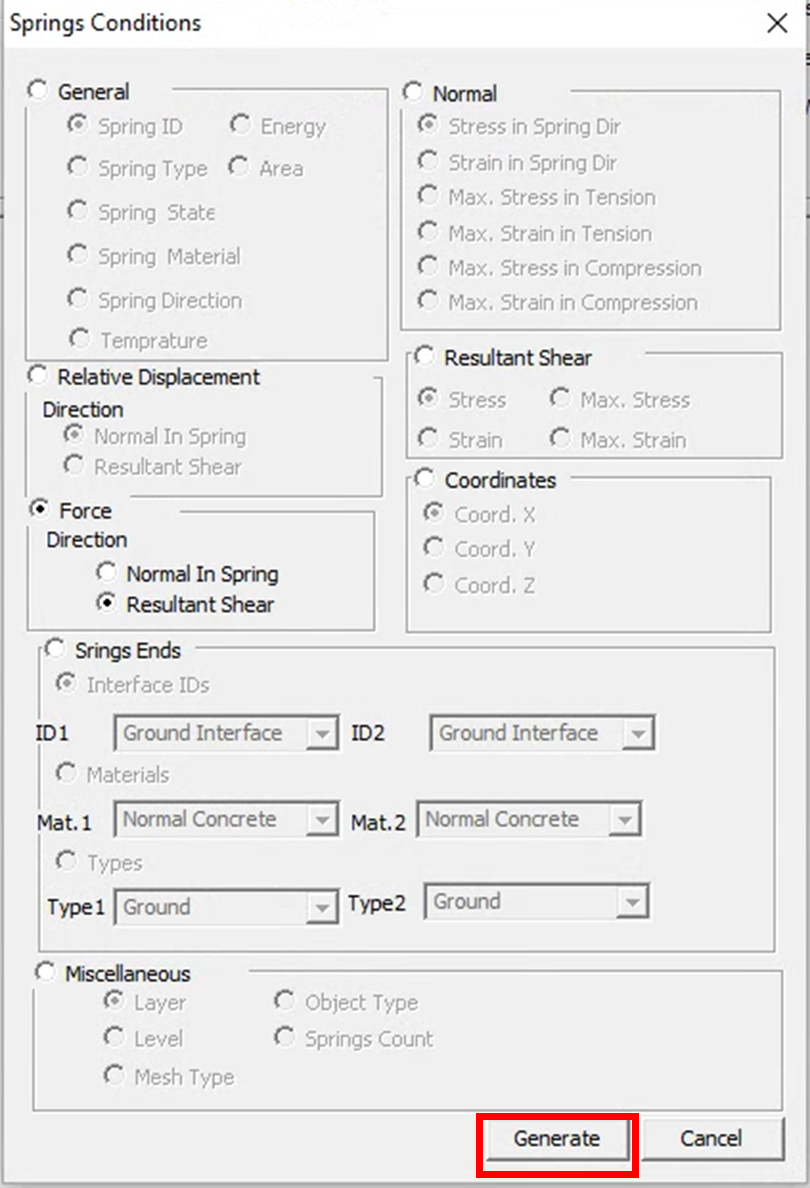 Springs Conditions
General
Spring ID
Energy
Spring Type
Area
Spring State
Spring Material
Spring Direction
Temprature
Normal
Stress in Spring Dir
Strain in Spring Dir
Max. Stress in Tension
Max. Strain in Tension
Max. Stress in Compression
Max. Strain in Compression
Relative Displacement
Direction
Normal In Spring
Resultant Shear
Resultant Shear
Stress
Max. Stress
Strain
Max. Strain
Force
Direction
Normal In Spring
Resultant Shear
Coordinates
Coord. X
Coord. Y
Coord. Z
Srings Ends
Interface IDs
ID1
Ground Interface
ID2
Ground Interface
Materials
Mat.1
Normal Concrete
Mat.2
Normal Concrete
Types
Type1
Ground
Type2
Ground
Miscellaneous
Layer
Object Type
Level
Springs Count
Mesh Type
Generate
Cancel